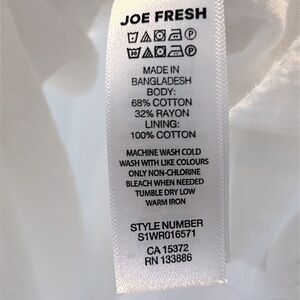 JOE FRESH
MADE IN
BANGLADESH
BODY:
68% COTTON
32% RAYON
LINING:
100% COTTON
MACHINE WASH COLD
WASH WITH LIKE COLOURS
ONLY NON-CHLORINE
BLEACH WHEN NEEDED
TUMBLE DRY LOW
WARM IRON
STYLE NUMBER
S1WR016571
CA 15372
RN 133886